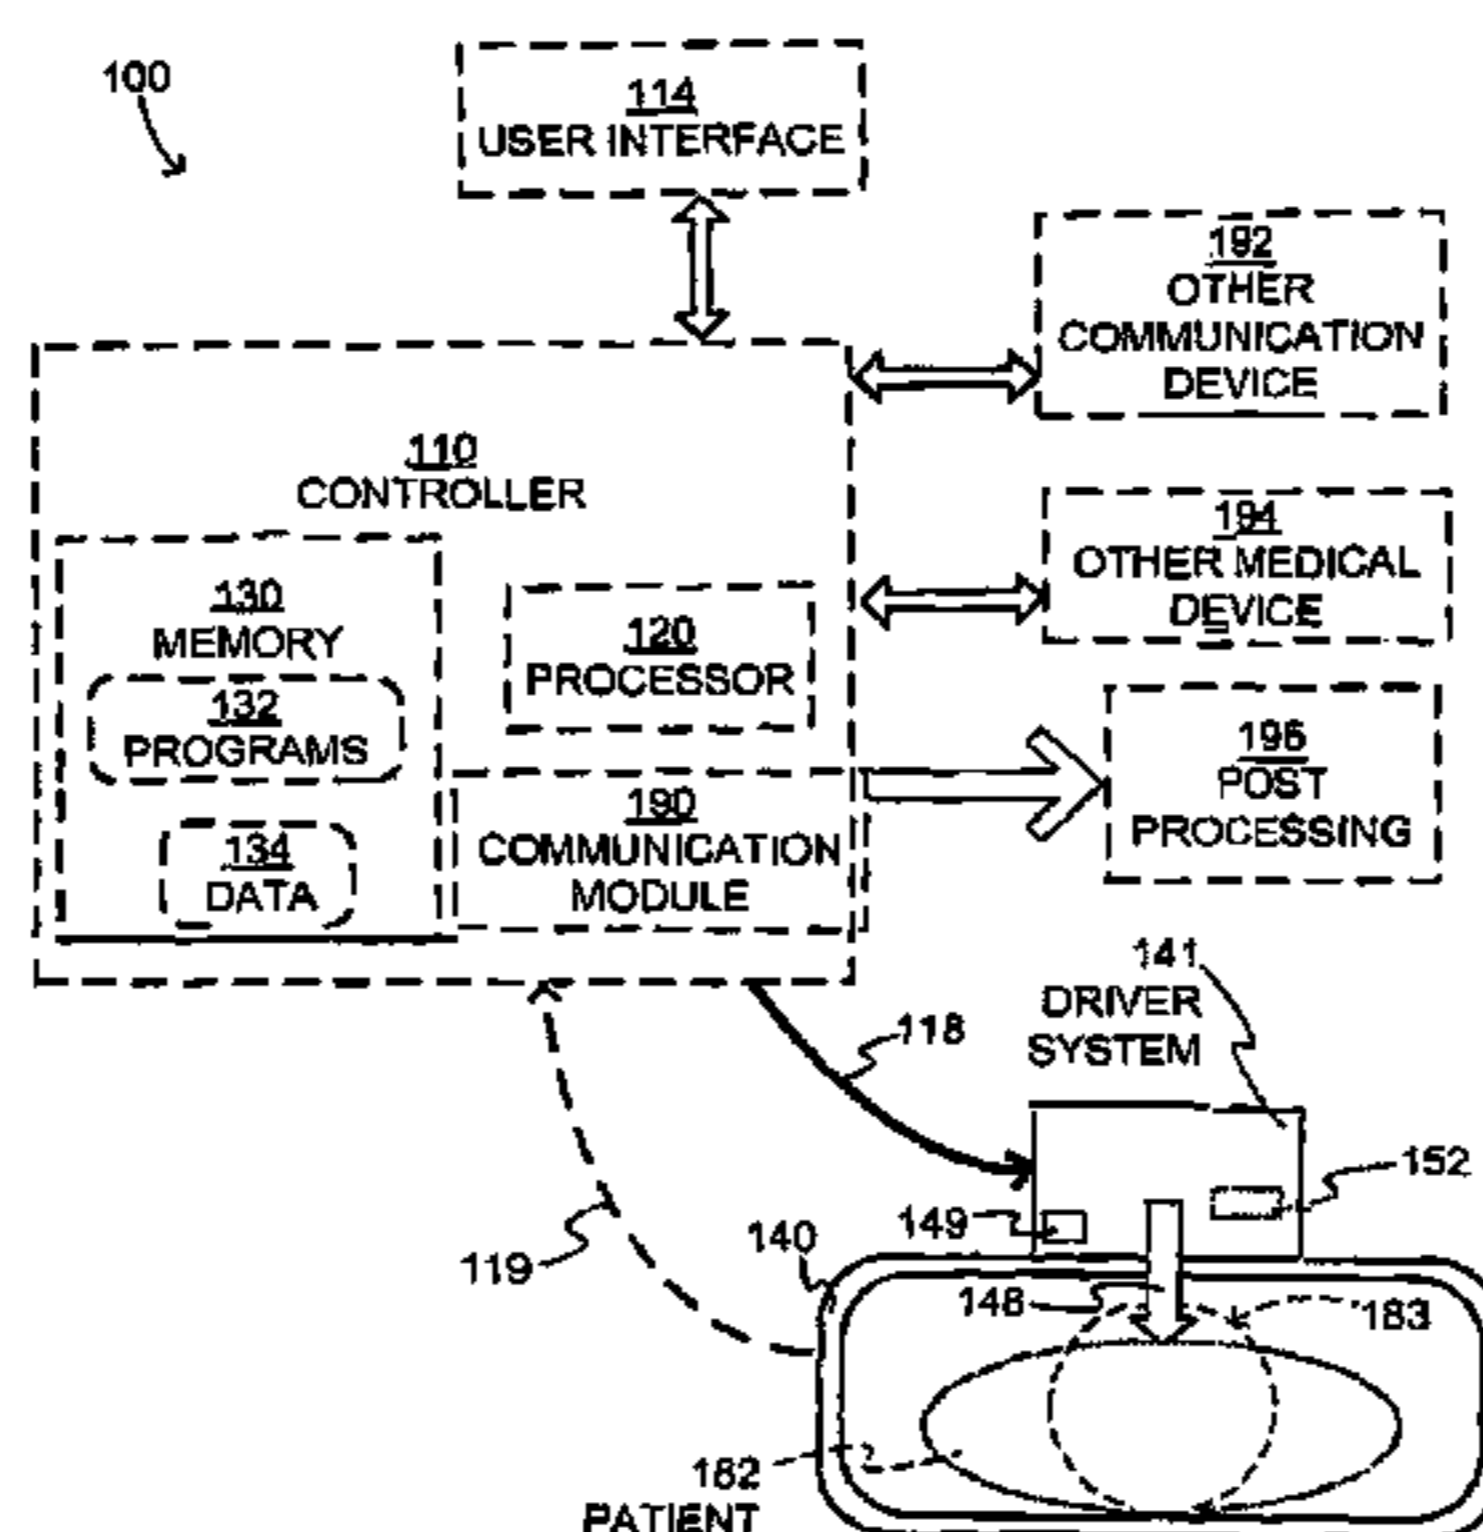 100
114
USER INTERFACE
192
OTHER
COMMUNICATION
DEVICE
110
CONTROLLER
194
OTHER MEDICAL
DEVICE
130
MEMORY
120
PROCESSOR
132
PROGRAMS
196
POST
PROCESSING
190
COMMUNICATION
MODULE
134
DATA
141
DRIVER
SYSTEM
118
152
149
140
119
148
183
182
PATIENT